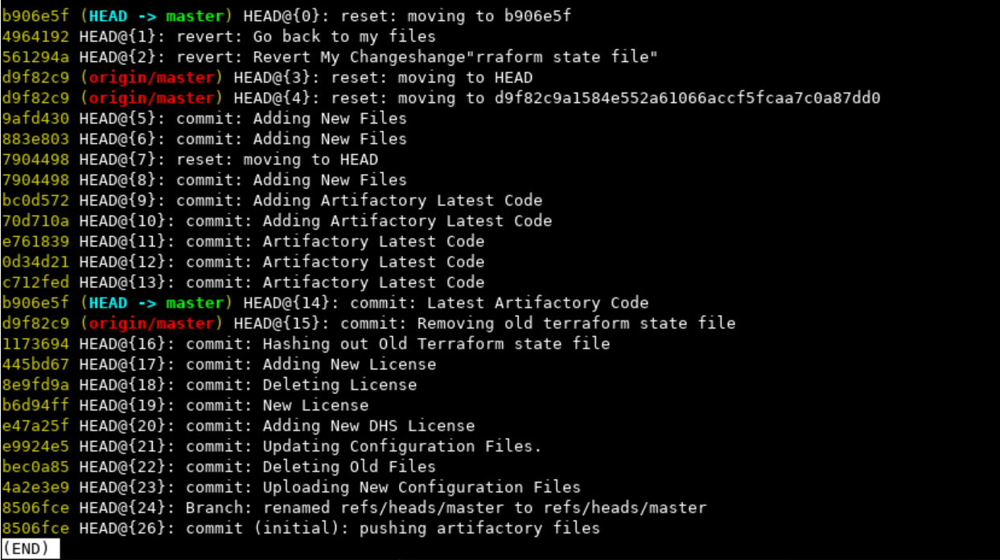 b906e5f (HEAD -> master) HEAD@{0}: reset: moving to b906e5f
4964192 HEAD@{1}: revert: Go back to my files
561294a HEAD@{2}: revert: Revert My Changeshange"rraform state file"
d9f82c9 (origin/master) HEAD@{3}: reset: moving to HEAD
d9f82c9 (origin/master) HEAD@{4}: reset: moving to d9f82c9a1584e552a61066accf5fcaa7c0a87dd0
9afd430 HEAD@{5}: commit: Adding New Files
883e803 HEAD@{6}: commit: Adding New Files
7904498 HEAD@{7}: reset: moving to HEAD
7904498 HEAD@{8}: commit: Adding New Files
bc0d572 HEAD@{9}: commit: Adding Artifactory Latest Code
70d710a HEAD@{10}: commit: Adding Artifactory Latest Code
e761839 HEAD@{11}: commit: Artifactory Latest Code
0d34d21 HEAD@{12}: commit: Artifactory Latest Code
c712fed HEAD@{13}: commit: Artifactory Latest Code
b906e5f (HEAD -> master) HEAD@{14}: commit: Latest Artifactory Code
d9f82c9 (origin/master) HEAD@{15}: commit: Removing old terraform state file
1173694 HEAD@{16}: commit: Hashing out Old Terraform state file
445bd67 HEAD@{17}: commit: Adding New License
8e9fd9a HEAD@{18}: commit: Deleting License
b6d94ff HEAD@{19}: commit: New License
e47a25f HEAD@{20}: commit: Adding New DHS License
e9924e5 HEAD@{21}: commit: Updating Configuration Files.
bec0a85 HEAD@{22}: commit: Deleting Old Files
4a2e3e9 HEAD@{23}: commit: Uploading New Configuration Files
8506fce HEAD@{24}: Branch: renamed refs/heads/master to refs/heads/master
8506fce HEAD@{26}: commit (initial): pushing artifactory files
(END)